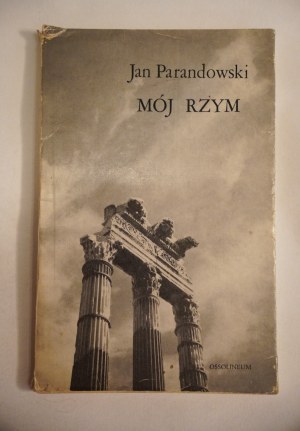 Jan Parandowski
MÓJ RZYM
OSSOLINEUM